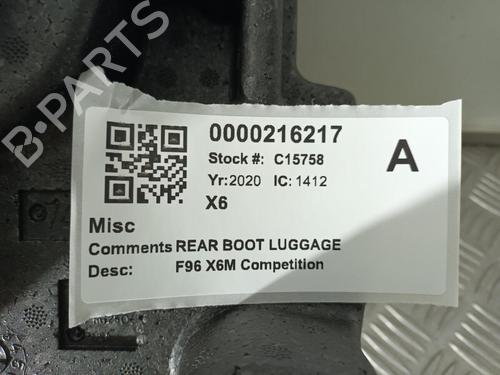 B-PARTS
0000216217
Stock #: C15758
A
Yr:2020 IC: 1412
X6
Misc
Comments REAR BOOT LUGGAGE
Desc: F96 X6M Competition